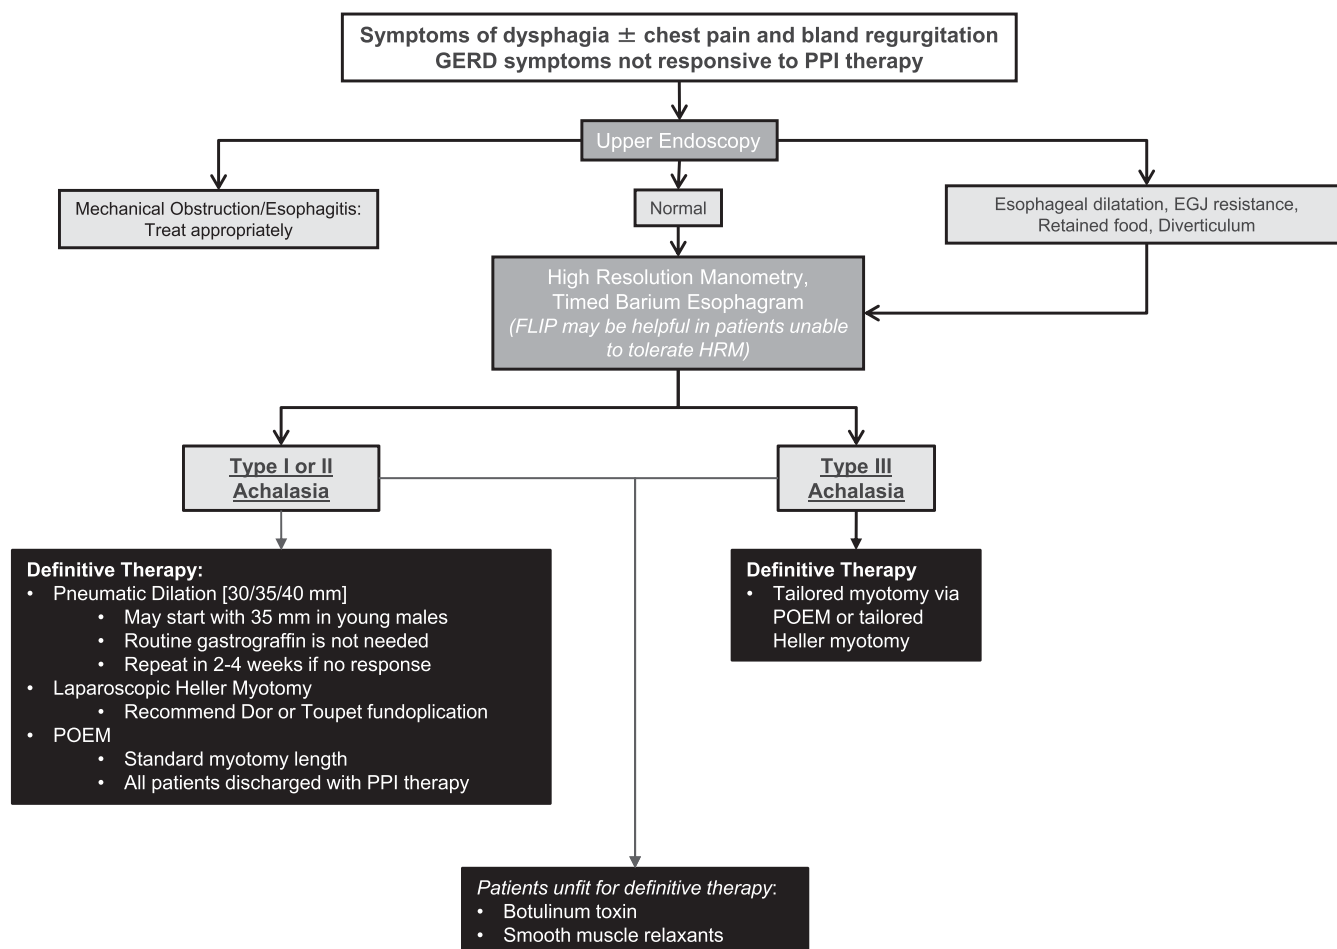 Symptoms of dysphagia ± chest pain and bland regurgitation
GERD symptoms not responsive to PPI therapy
Upper Endoscopy
Mechanical Obstruction/Esophagitis:
Treat appropriately
Normal
Esophageal dilatation, EGJ resistance,
Retained food, Diverticulum
High Resolution Manometry,
Timed Barium Esophagram
(FLIP may be helpful in patients unable
to tolerate HRM)
Type I or II
Achalasia
Type III
Achalasia
Definitive Therapy:
• Pneumatic Dilation [30/35/40 mm]
• May start with 35 mm in young males
• Routine gastrograffin is not needed
• Repeat in 2-4 weeks if no response
• Laparoscopic Heller Myotomy
• Recommend Dor or Toupet fundoplication
• POEM
• Standard myotomy length
• All patients discharged with PPI therapy
Definitive Therapy
• Tailored myotomy via
POEM or tailored
Heller myotomy
Patients unfit for definitive therapy:
• Botulinum toxin
• Smooth muscle relaxants